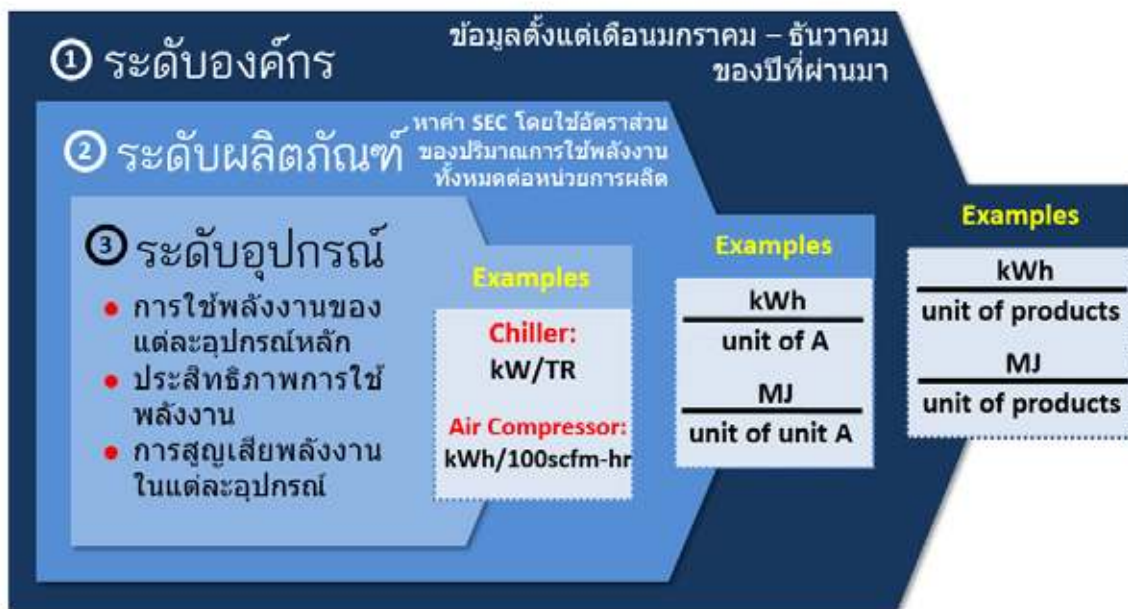 ① ระดับองค์กร
ข้อมูลตั้งแต่เดือนมกราคม – ธันวาคม
ของปีที่ผ่านมา
② ระดับผลิตภัณฑ์
หาค่า SEC โดยใช้อัตราส่วน
ของปริมาณการใช้พลังงาน
ทั้งหมดต่อหน่วยการผลิต
③ ระดับอุปกรณ์
● การใช้พลังงานของ
แต่ละอุปกรณ์หลัก
● ประสิทธิภาพการใช้
พลังงาน
● การสูญเสียพลังงาน
ในแต่ละอุปกรณ์
Examples
Chiller:
kW/TR
Air Compressor:
kWh/100scfm-hr
Examples
kWh
unit of A
MJ
unit of unit A
Examples
kWh
unit of products
MJ
unit of products